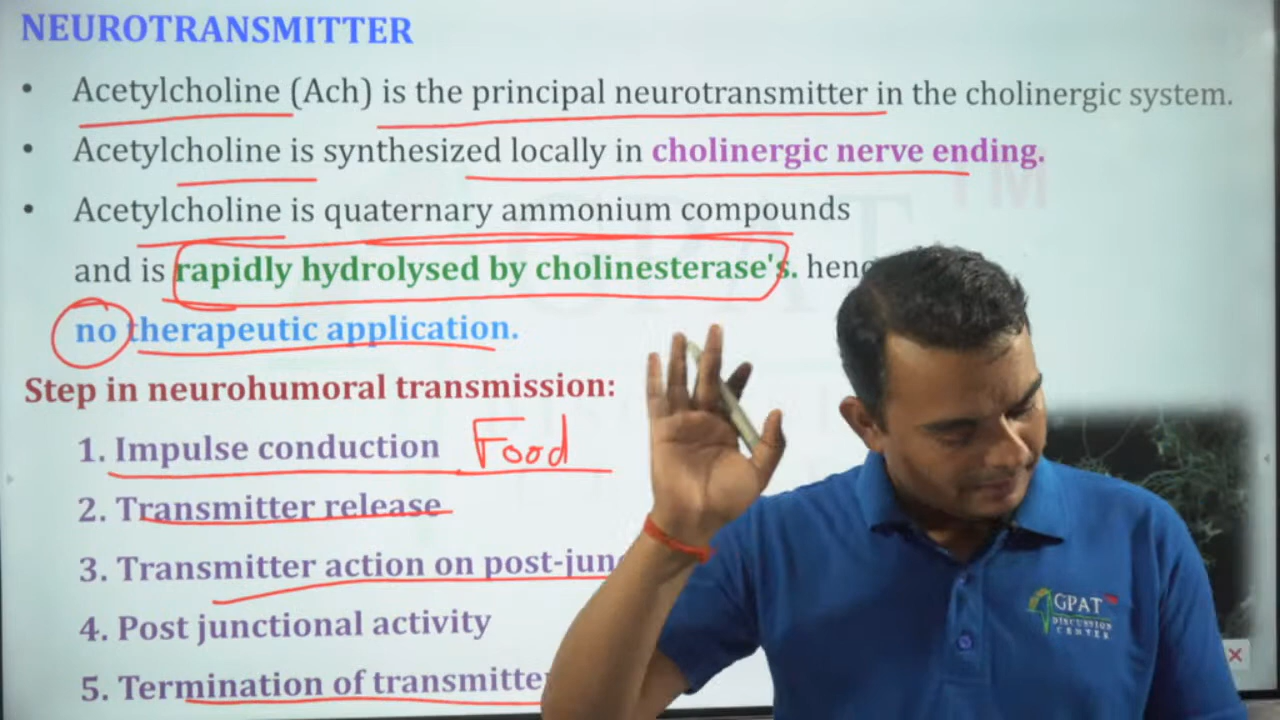 NEUROTRANSMITTER
• Acetylcholine (Ach) is the principal neurotransmitter in the cholinergic system.
• Acetylcholine is synthesized locally in cholinergic nerve ending.
• Acetylcholine is quaternary ammonium compounds
and is rapidly hydrolysed by cholinesterase's. henc
no therapeutic application.
Step in neurohumoral transmission:
1. Impulse conduction Food
2. Transmitter release
3. Transmitter action on post-jun
4. Post junctional activity
5. Termination of transmitte
GPAT
DISCUSSION
CENTER
GPAT
TM